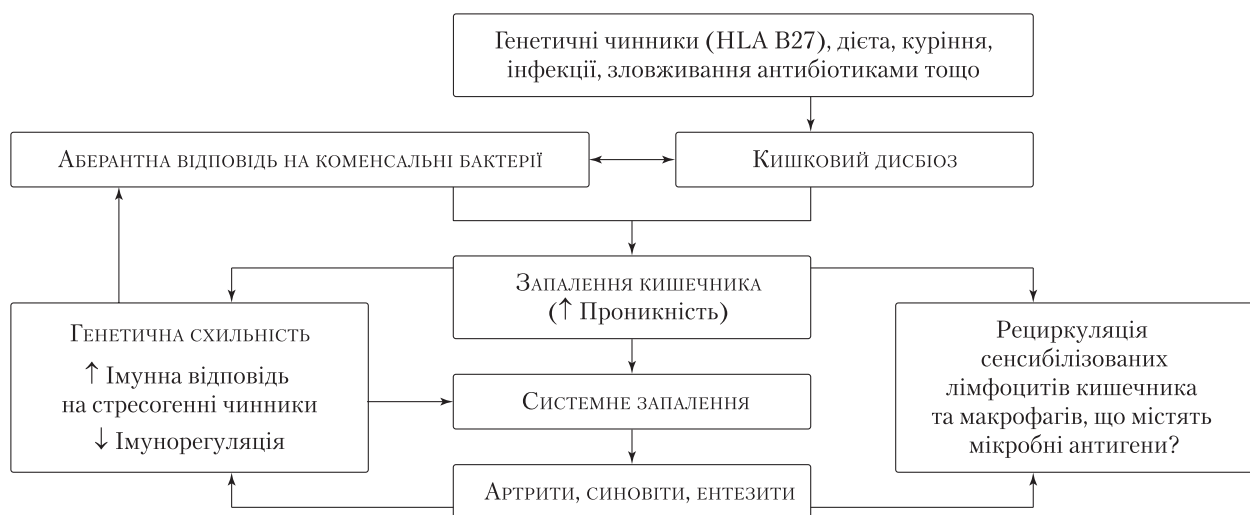 Генетичні чинники (HLA B27), дієта, куріння,
інфекції, зловживання антибіотиками тощо
Аберантна відповідь на коменсальні бактерії
Кишковий дисбіоз
Запалення кишечника
(↑ Проникність)
Генетична схильність
↑ Імунна відповідь
на стресогенні чинники
↓ Імунорегуляція
Рециркуляція
сенсибілізованих
лімфоцитів кишечника
та макрофагів, що містять
мікробні антигени?
Системне запалення
Артрити, синовіти, ентезити